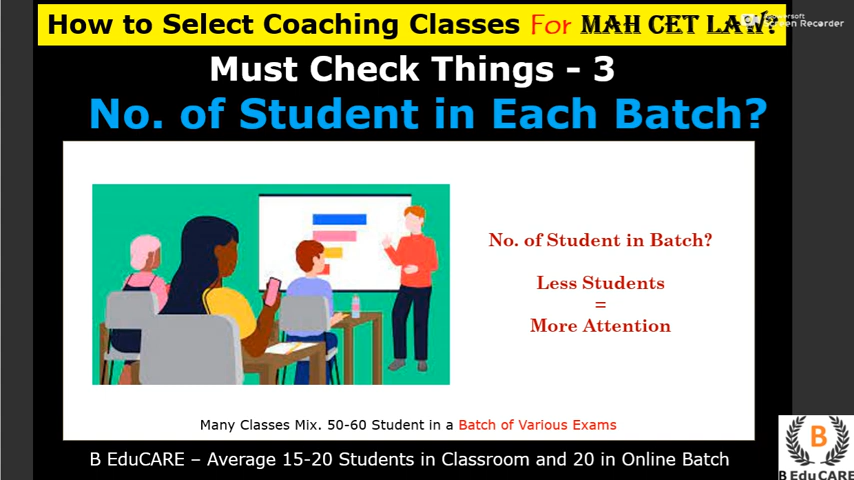 How to Select Coaching Classes For MAH CET LAW?
Screen Recorder
Must Check Things - 3
No. of Student in Each Batch?
No. of Student in Batch?
Less Students
=
More Attention
Many Classes Mix. 50-60 Student in a Batch of Various Exams
B EduCARE – Average 15-20 Students in Classroom and 20 in Online Batch
B
B EduCARE